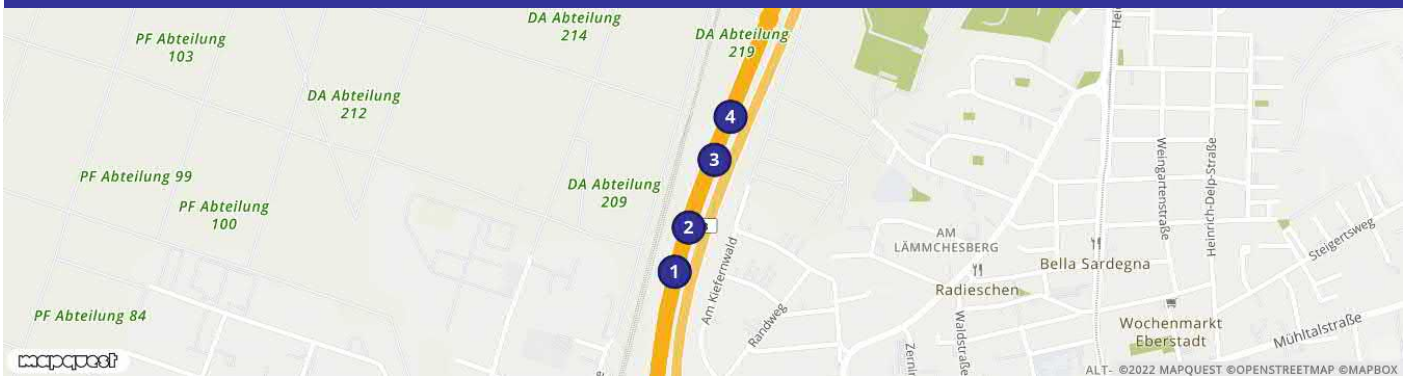 DA Abteilung
214
PF Abteilung
103
DA Abteilung
219
DA Abteilung
212
4
3
PF Abteilung 99
DA Abteilung
209
PF Abteilung
100
2
1
PF Abteilung 84
Am Kiefernwald
Randweg
AM
LÄMMCHESBERG
Weingartenstraße
Heinrich-Delp-Straße
Steigertsweg
Bella Sardegna
Radieschen
Waldstraße
Wochenmarkt
Eberstadt
Mühltalstraße
mapquest
ALT- ©2022 MAPQUEST ©OPENSTREETMAP ©MAPBOX